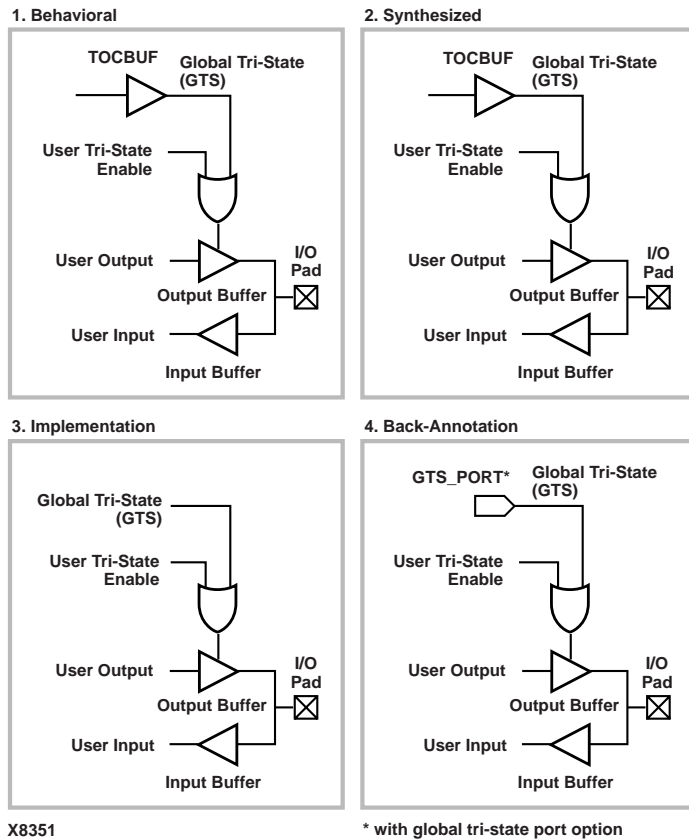 1. Behavioral
TOCBUF
Global Tri-State
(GTS)
User Tri-State
Enable
User Output
I/O
Pad
Output Buffer
User Input
Input Buffer
2. Synthesized
TOCBUF
Global Tri-State
(GTS)
User Tri-State
Enable
User Output
I/O
Pad
Output Buffer
User Input
Input Buffer
3. Implementation
Global Tri-State
(GTS)
User Tri-State
Enable
User Output
I/O
Pad
Output Buffer
User Input
Input Buffer
4. Back-Annotation
GTS_PORT*
Global Tri-State
(GTS)
User Tri-State
Enable
User Output
I/O
Pad
Output Buffer
User Input
Input Buffer
X8351
* with global tri-state port option